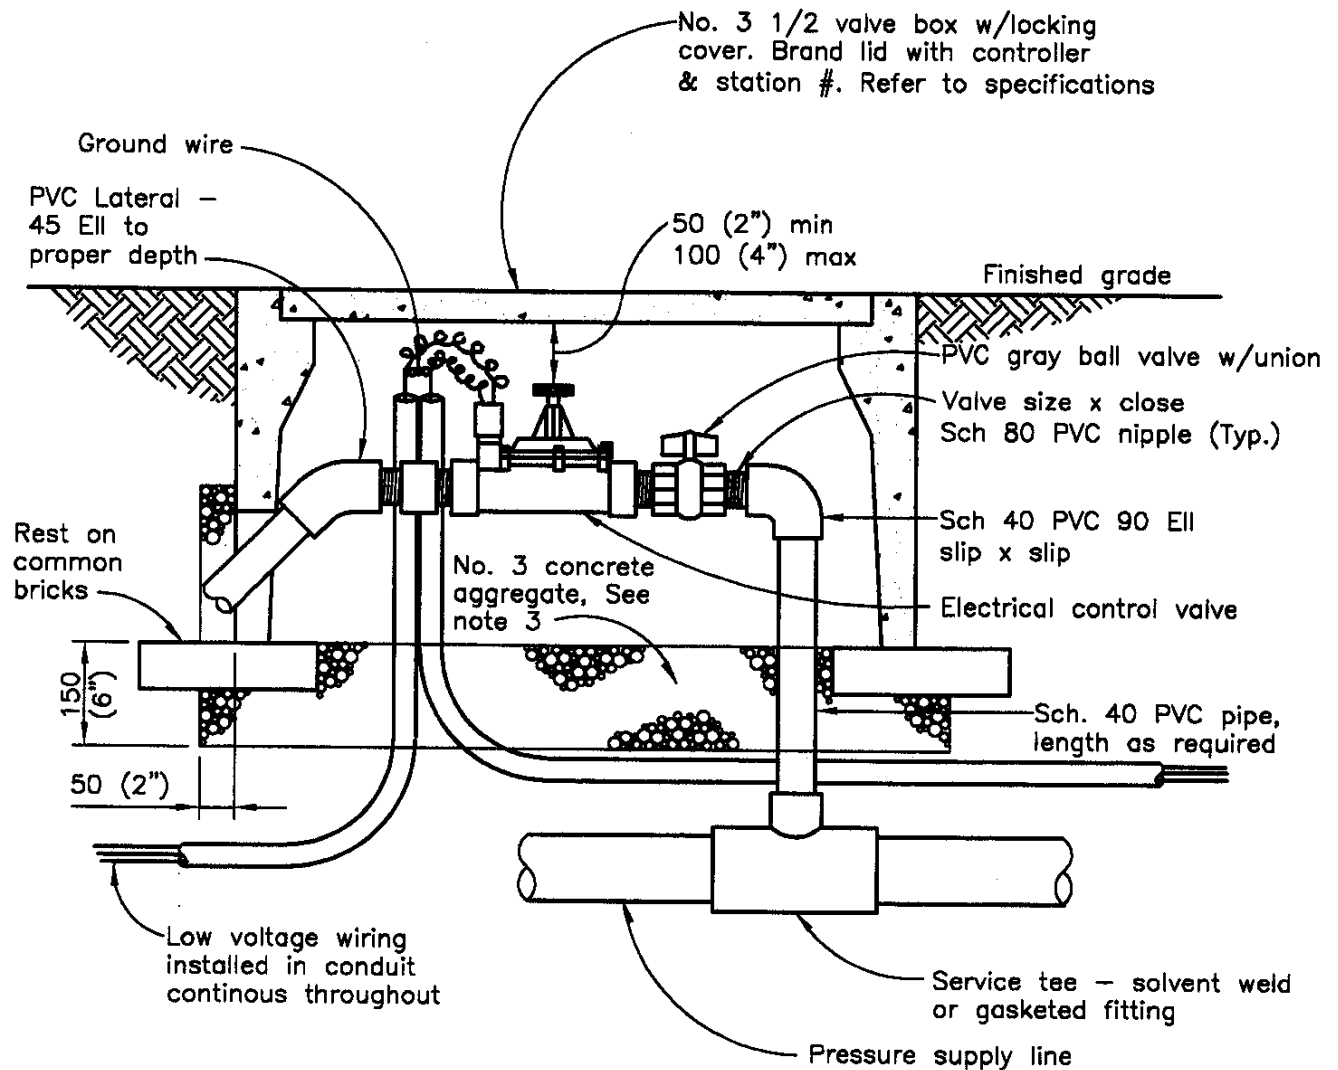 No. 3 1/2 valve box w/locking
cover. Brand lid with controller
& station #. Refer to specifications
Ground wire
PVC Lateral –
45 Ell to
proper depth
50 (2") min
100 (4") max
Finished grade
PVC gray ball valve w/union
Valve size x close
Sch 80 PVC nipple (Typ.)
Rest on
common
bricks
No. 3 concrete
aggregate, See
note 3
Sch 40 PVC 90 Ell
slip x slip
Electrical control valve
150
(6")
50 (2")
Sch. 40 PVC pipe,
length as required
Low voltage wiring
installed in conduit
continous throughout
Service tee – solvent weld
or gasketed fitting
Pressure supply line